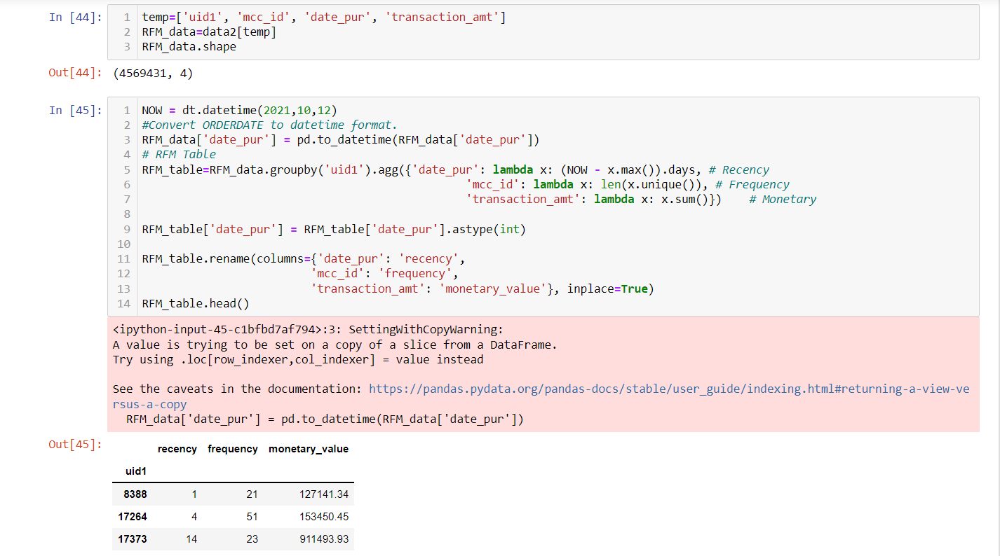 In [44]:
1 temp=['uid1', 'mcc_id', 'date_pur', 'transaction_amt']
2 RFM_data=data2[temp]
3 RFM_data.shape
Out[44]: (4569431, 4)
In [45]:
1 NOW = dt.datetime(2021,10,12)
2 #Convert ORDERDATE to datetime format.
3 RFM_data['date_pur'] = pd.to_datetime(RFM_data['date_pur'])
4 # RFM Table
5 RFM_table=RFM_data.groupby('uid1').agg({'date_pur': lambda x: (NOW - x.max()).days, # Recency
6 'mcc_id': lambda x: len(x.unique()), # Frequency
7 'transaction_amt': lambda x: x.sum()}) # Monetary
8
9 RFM_table['date_pur'] = RFM_table['date_pur'].astype(int)
10
11 RFM_table.rename(columns={'date_pur': 'recency',
12 'mcc_id': 'frequency',
13 'transaction_amt': 'monetary_value'}, inplace=True)
14 RFM_table.head()
<ipython-input-45-c1bfbd7af794>:3: SettingWithCopyWarning:
A value is trying to be set on a copy of a slice from a DataFrame.
Try using .loc[row_indexer,col_indexer] = value instead
See the caveats in the documentation: https://pandas.pydata.org/pandas-docs/stable/user_guide/indexing.html#returning-a-view-ve
rsus-a-copy
RFM_data['date_pur'] = pd.to_datetime(RFM_data['date_pur'])
Out[45]:
recency frequency monetary_value
uid1
8388 1 21 127141.34
17264 4 51 153450.45
17373 14 23 911493.93